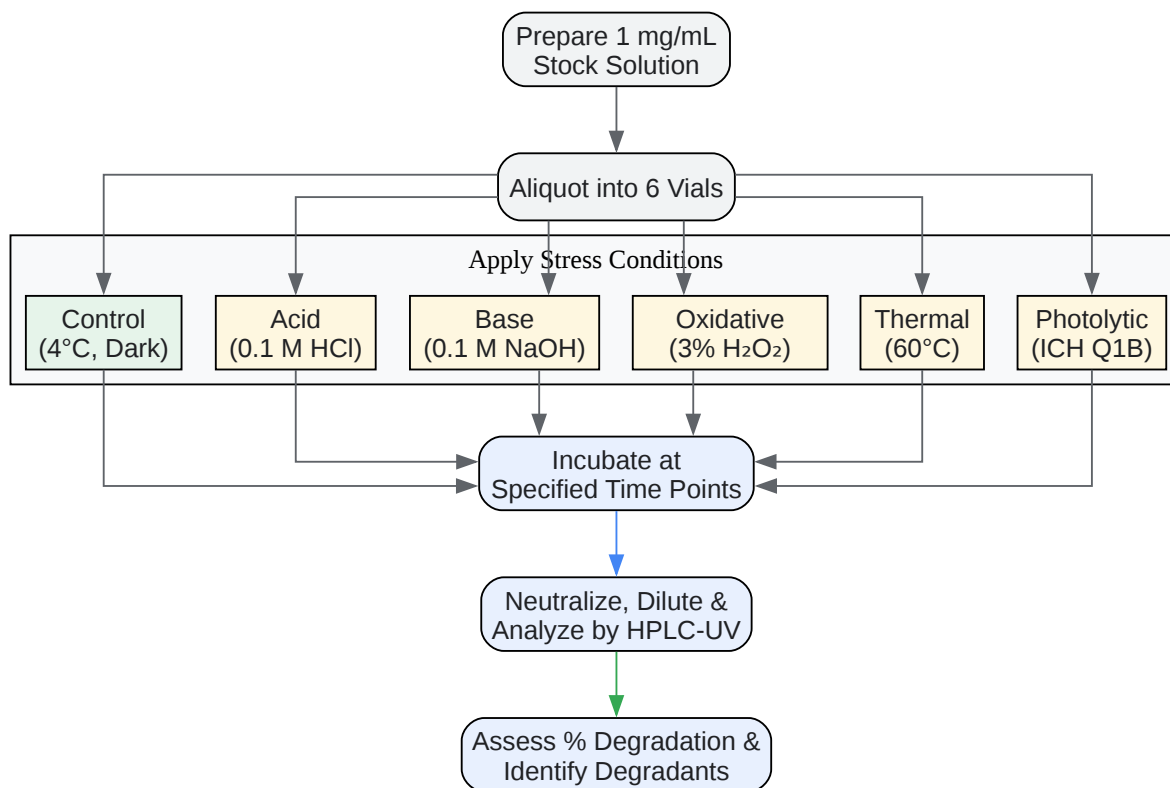 Prepare 1 mg/mL
Stock Solution
Aliquot into 6 Vials
Apply Stress Conditions
Control
(4°C, Dark)
Acid
(0.1 M HCl)
Base
(0.1 M NaOH)
Oxidative
(3% H₂O₂)
Thermal
(60°C)
Photolytic
(ICH Q1B)
Incubate at
Specified Time Points
Neutralize, Dilute &
Analyze by HPLC-UV
Assess % Degradation &
Identify Degradants